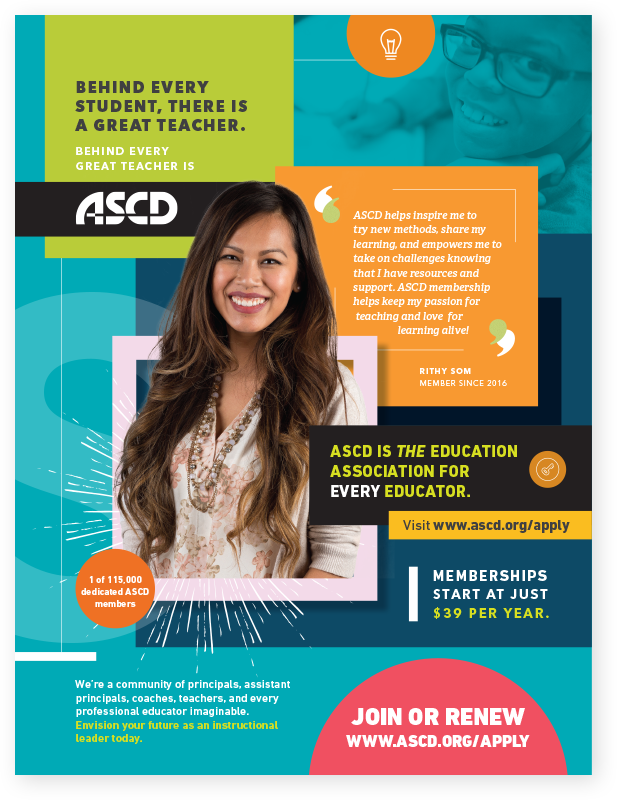 BEHIND EVERY
STUDENT, THERE IS
A GREAT TEACHER.
BEHIND EVERY
GREAT TEACHER IS
ASCD
ASCD helps inspire me to
try new methods, share my
learning, and empowers me to
take on challenges knowing
that I have resources and
support. ASCD membership
helps keep my passion for
teaching and love for
learning alive!
RITHY SOM
MEMBER SINCE 2016
ASCD IS THE EDUCATION
ASSOCIATION FOR
EVERY EDUCATOR.
Visit www.ascd.org/apply
MEMBERSHIPS
START AT JUST
$39 PER YEAR.
1 of 115,000
dedicated ASCD
members
We’re a community of principals, assistant
principals, coaches, teachers, and every
professional educator imaginable.
Envision your future as an instructional
leader today.
JOIN OR RENEW
WWW.ASCD.ORG/APPLY